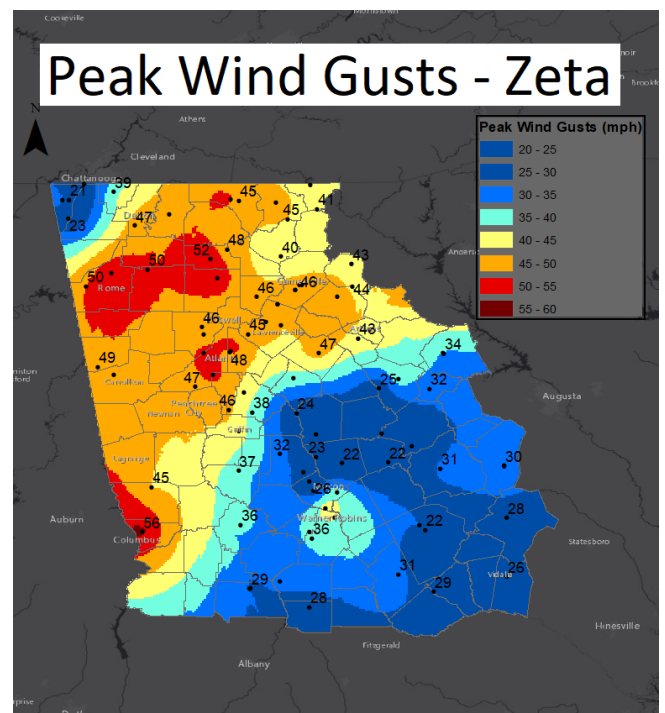 Cookeville
Morristown
Peak Wind Gusts - Zeta
N
Athens
Cleveland
Peak Wind Gusts (mph)
20 - 25
25 - 30
30 - 35
35 - 40
40 - 45
45 - 50
50 - 55
55 - 60
Chattanooga
39
21
45
41
23
47
45
48
40
52
50
43
50
Rome
46
46
44
46
45
43
47
34
Atlanta
48
49
47
25
32
Carrollton
Peachtree
City
Newnan
46
38
24
Augusta
Griffin
32
23
22
22
31
30
37
Lagrange
45
26
28
Auburn
56
36
Warner Robins
36
22
Columbus
Statesboro
31
26
Vidalia
29
29
28
Hinesville
Fitzgerald
Albany